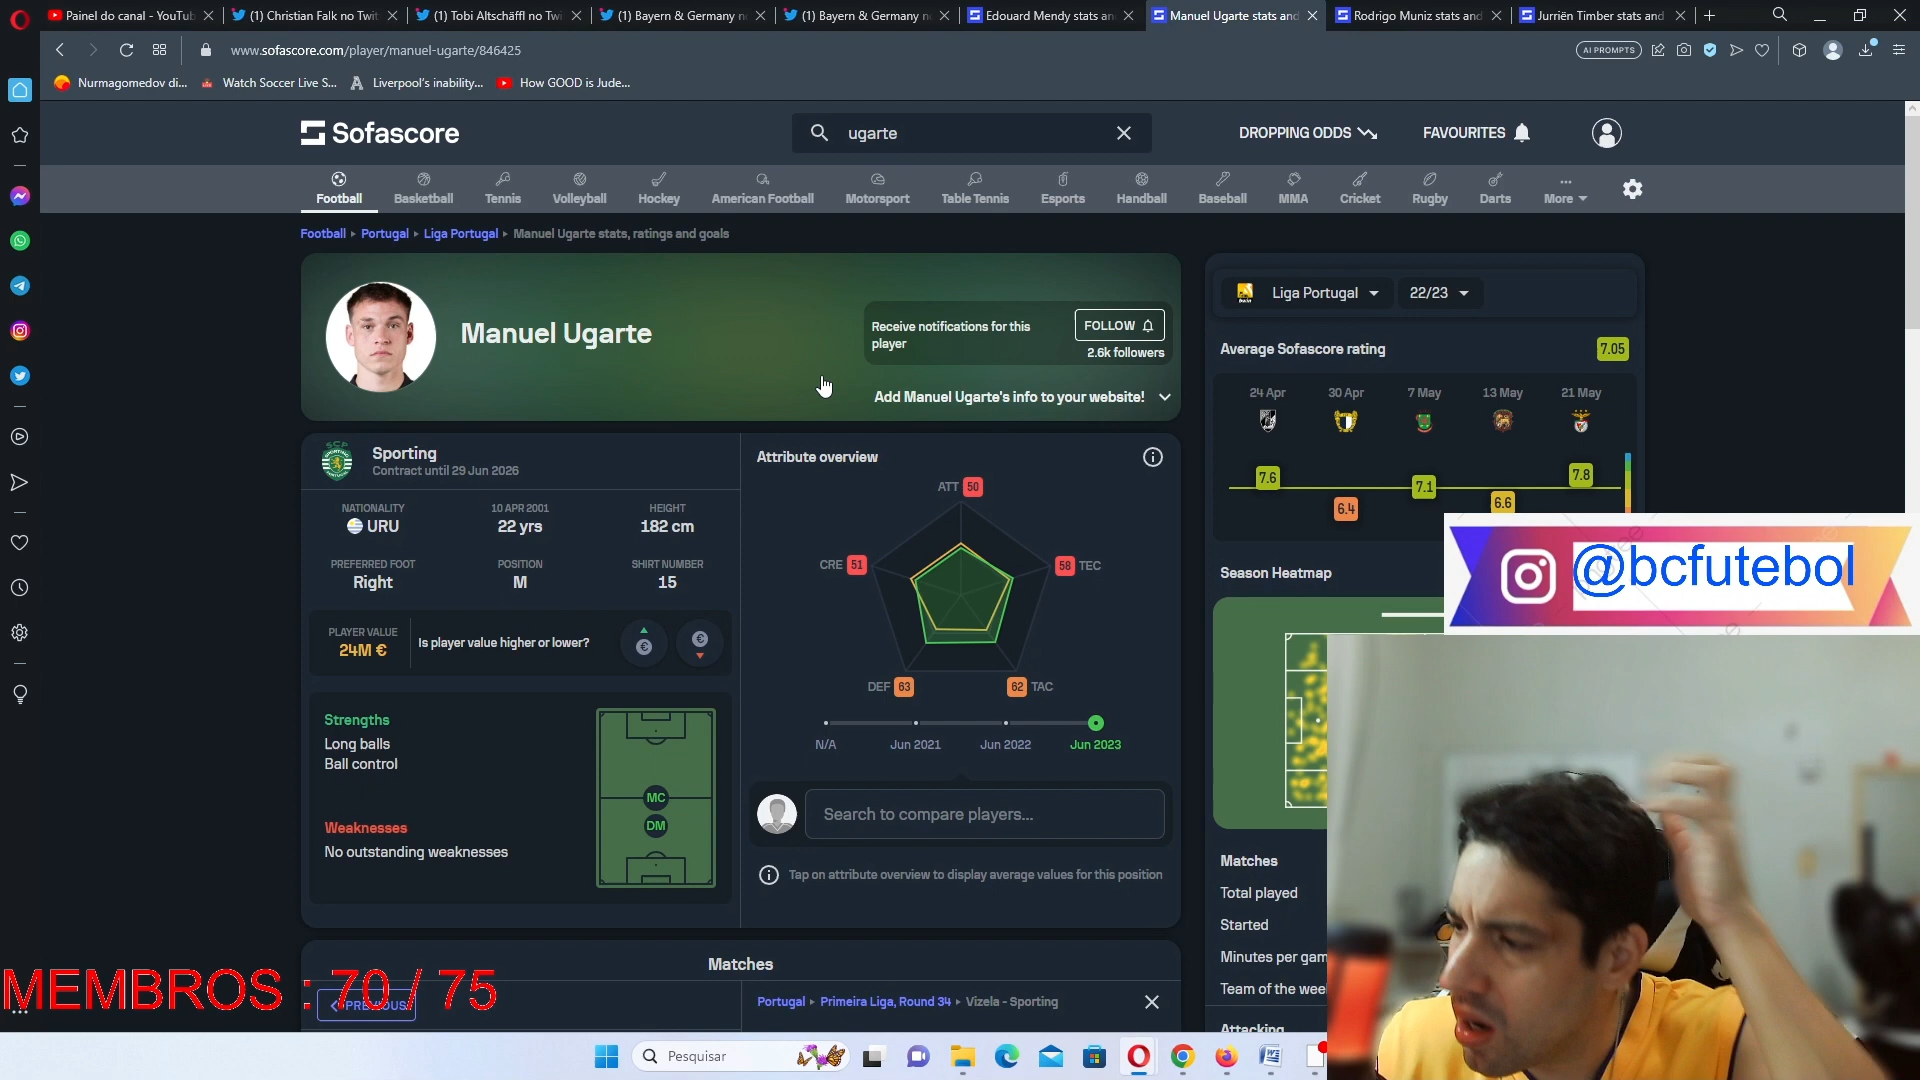 Painel do canal - YouTub
(1) Christian Falk no Twit
(1) Tobi Altschäffl no Twi
(1) Bayern & Germany n
(1) Bayern & Germany n
Edouard Mendy stats an
Manuel Ugarte stats and
Rodrigo Muniz stats and
Jurriën Timber stats and
www.sofascore.com/player/manuel-ugarte/846425
AI PROMPTS
Nurmagomedov di...
Watch Soccer Live S...
Liverpool's inability...
How GOOD is Jude...
Sofascore
ugarte
DROPPING ODDS
FAVOURITES
Football
Basketball
Tennis
Volleyball
Hockey
American Football
Motorsport
Table Tennis
Esports
Handball
Baseball
MMA
Cricket
Rugby
Darts
More
Football
Portugal
Liga Portugal
Manuel Ugarte stats, ratings and goals
Manuel Ugarte
Receive notifications for this
player
FOLLOW
2.6k followers
Add Manuel Ugarte's info to your website!
Liga Portugal
22/23
Average Sofascore rating
7.05
24 Apr
30 Apr
7 May
13 May
21 May
7.6
6.4
7.1
6.6
7.8
Season Heatmap
@bcfutebol
Sporting
Contract until 29 Jun 2026
NATIONALITY
URU
10 APR 2001
22 yrs
HEIGHT
182 cm
PREFERRED FOOT
Right
POSITION
M
SHIRT NUMBER
15
PLAYER VALUE
24M €
Is player value higher or lower?
Strengths
Long balls
Ball control
Weaknesses
No outstanding weaknesses
MC
DM
Attribute overview
ATT 50
CRE 51
58 TEC
DEF 63
62 TAC
N/A
Jun 2021
Jun 2022
Jun 2023
Search to compare players...
Tap on attribute overview to display average values for this position
Matches
Total played
Started
Minutes per gam
Team of the wee
Attacking
Matches
PREVIOUS
Portugal
Primeira Liga, Round 34
Vizela - Sporting
MEMBROS : 70 / 75
Pesquisar